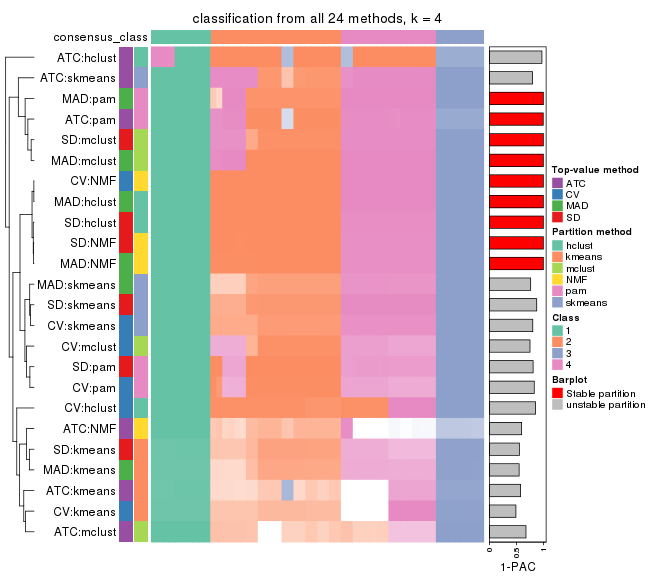 classification from all 24 methods, k = 4
consensus_class
ATC:hclust
ATC:skmeans
MAD:pam
ATC:pam
SD:mclust
MAD:mclust
CV:NMF
MAD:hclust
SD:hclust
SD:NMF
MAD:NMF
MAD:skmeans
SD:skmeans
CV:skmeans
CV:mclust
SD:pam
CV:pam
CV:hclust
ATC:NMF
SD:kmeans
MAD:kmeans
ATC:kmeans
CV:kmeans
ATC:mclust
0
0.5
1
1-PAC
Top-value method
ATC
CV
MAD
SD
Partition method
hclust
kmeans
mclust
NMF
pam
skmeans
Class
1
2
3
4
Barplot
Stable partition
unstable partition